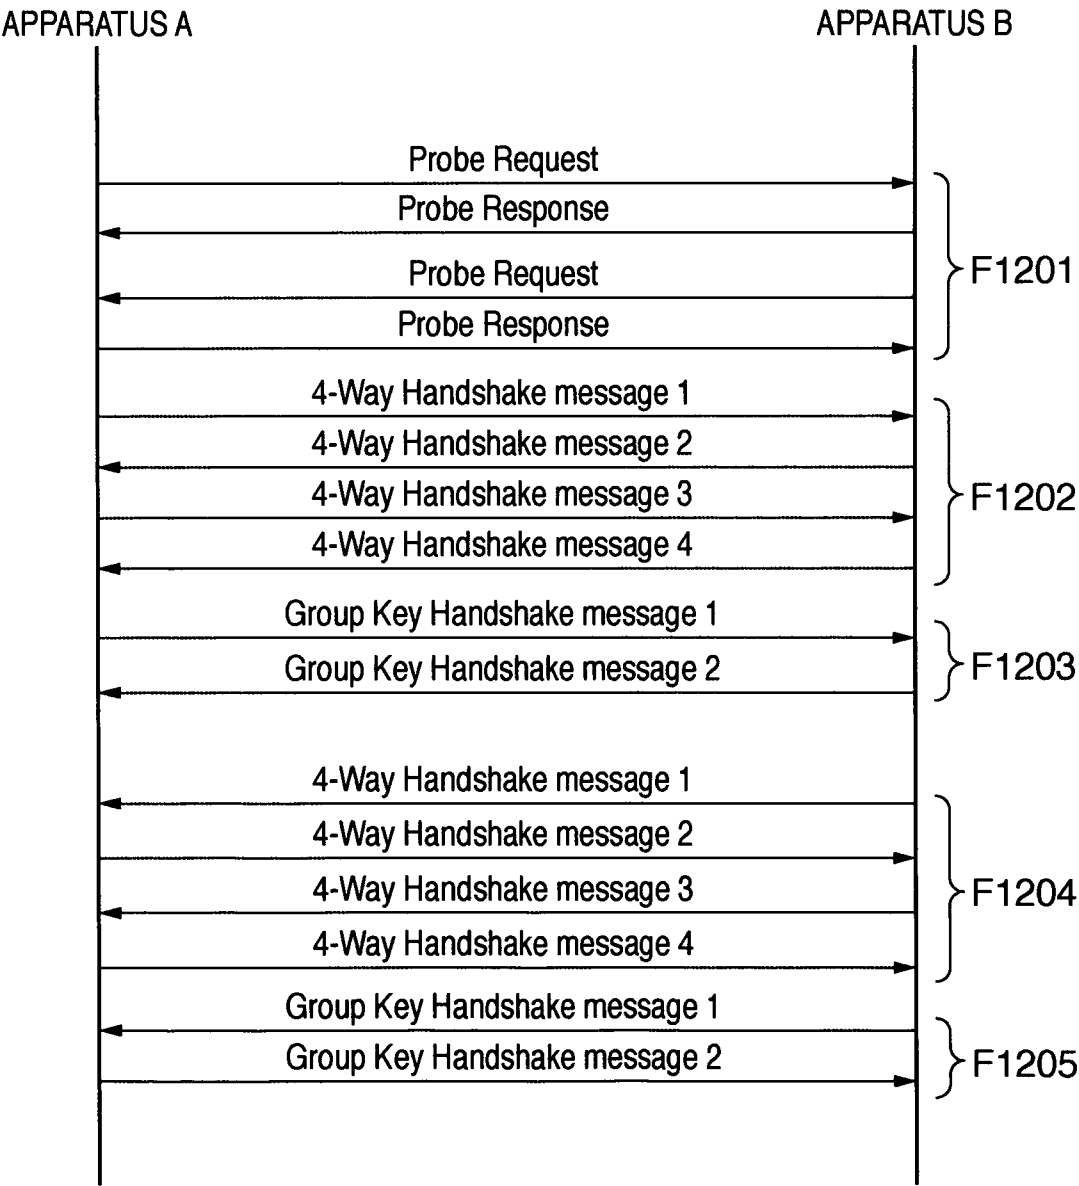 APPARATUS A
APPARATUS B
Probe Request
Probe Response
Probe Request
Probe Response
F1201
4-Way Handshake message 1
4-Way Handshake message 2
4-Way Handshake message 3
4-Way Handshake message 4
F1202
Group Key Handshake message 1
Group Key Handshake message 2
F1203
4-Way Handshake message 1
4-Way Handshake message 2
4-Way Handshake message 3
4-Way Handshake message 4
F1204
Group Key Handshake message 1
Group Key Handshake message 2
F1205